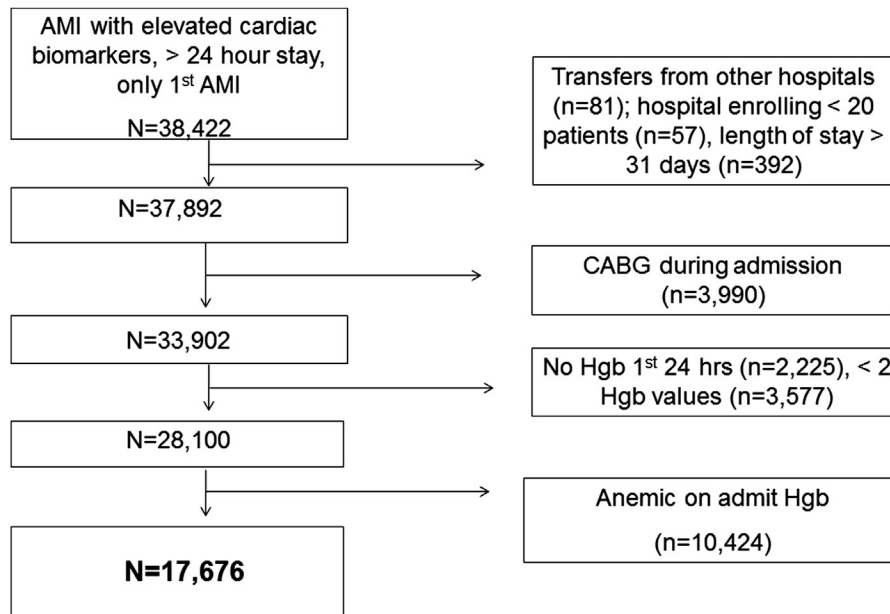 AMI with elevated cardiac
biomarkers, > 24 hour stay,
only 1st AMI
N=38,422
Transfers from other hospitals
(n=81); hospital enrolling < 20
patients (n=57), length of stay >
31 days (n=392)
N=37,892
CABG during admission
(n=3,990)
N=33,902
No Hgb 1st 24 hrs (n=2,225), < 2
Hgb values (n=3,577)
N=28,100
Anemic on admit Hgb
(n=10,424)
N=17,676